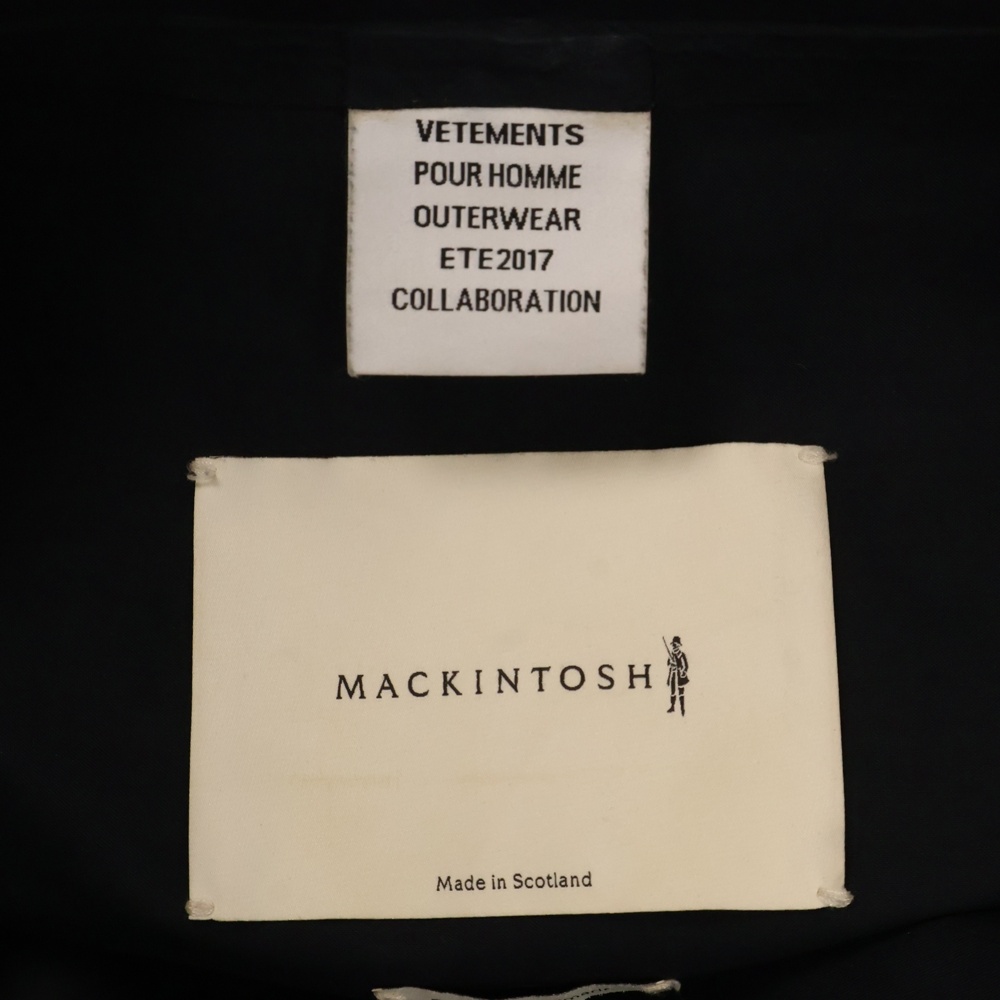 VETEMENTS
POUR HOMME
OUTERWEAR
ETE2017
COLLABORATION
MACKINTOSH
Made in Scotland